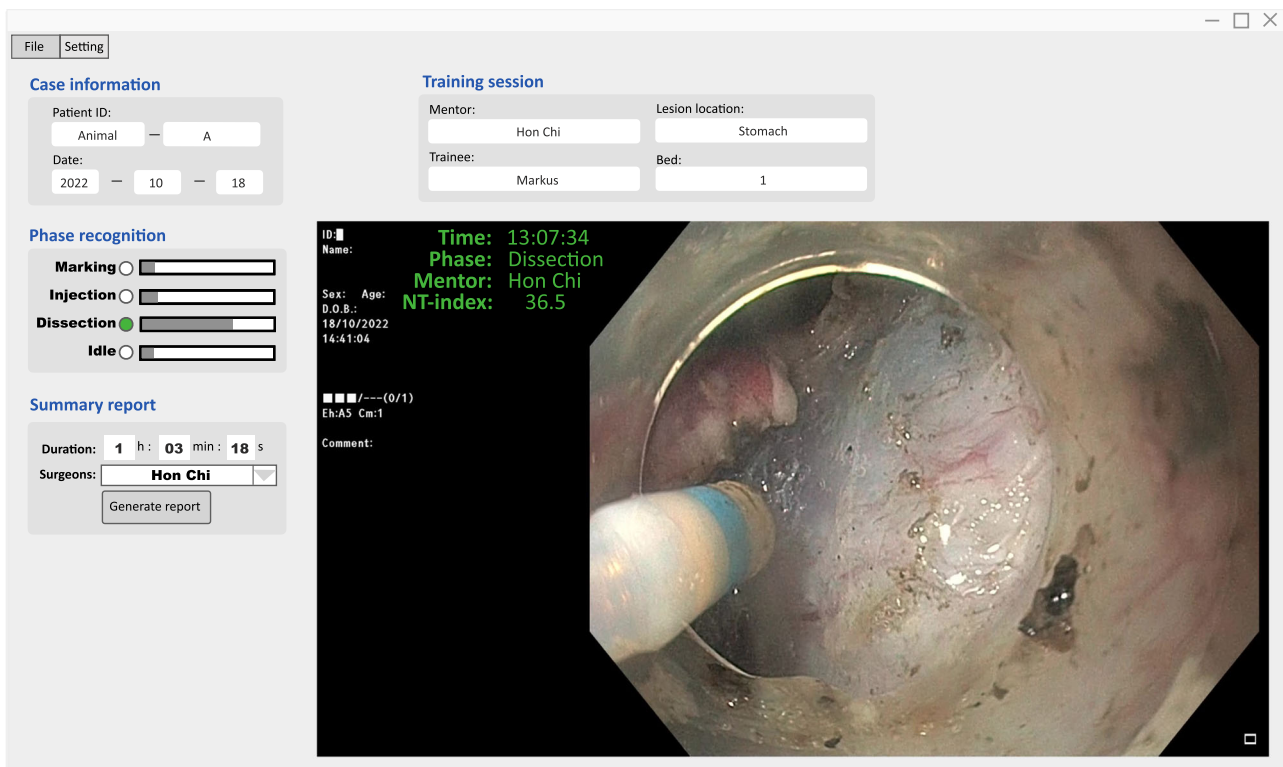 File Setting
Case information
Patient ID:
Animal – A
Date:
2022 – 10 – 18
Training session
Mentor: Lesion location:
Hon Chi Stomach
Trainee: Bed:
Markus 1
Phase recognition
Marking
Injection
Dissection
Idle
Summary report
Duration: 1 h : 03 min : 18 s
Surgeons: Hon Chi
Generate report
ID:
Name:
Sex: Age:
D.O.B.:
18/10/2022
14:41:04
■■■/---(0/1)
Eh:A5 Cm:1
Comment:
Time: 13:07:34
Phase: Dissection
Mentor: Hon Chi
NT-index: 36.5